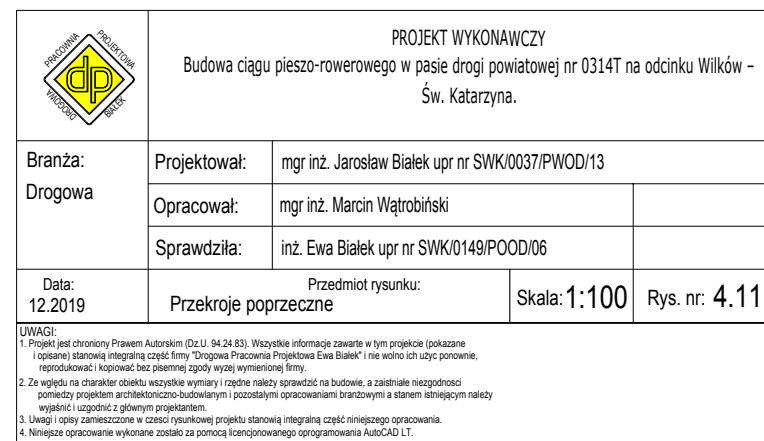 PRACOWNIA PROJEKTOWA
dp
DROGOWA BIAŁEK
PROJEKT WYKONAWCZY
Budowa ciągu pieszo-rowerowego w pasie drogi powiatowej nr 0314T na odcinku Wilków –
Św. Katarzyna.
Branża:
Drogowa
Projektował: mgr inż. Jarosław Białek upr nr SWK/0037/PWOD/13
Opracował: mgr inż. Marcin Wątrobiński
Sprawdziła: inż. Ewa Białek upr nr SWK/0149/POOD/06
Data:
12.2019
Przedmiot rysunku:
Przekroje poprzeczne
Skala: 1:100
Rys. nr: 4.11
UWAGI:
1. Projekt jest chroniony Prawem Autorskim (Dz.U. 94.24.83). Wszystkie informacje zawarte w tym projekcie (pokazane
i opisane) stanowią integralną część firmy "Drogowa Pracownia Projektowa Ewa Białek" i nie wolno ich użyc ponownie,
reprodukować i kopiować bez pisemnej zgody wyzej wymienionej firmy.
2. Ze względu na charakter obiektu wszystkie wymiary i rzędne należy sprawdzić na budowie, a zaistniałe niezgodnosci
pomiedzy projektem architektoniczno-budowlanym i pozostalymi opracowaniami branżowymi a stanem istniejącym należy
wyjaśnić i uzgodnić z głównym projektantem.
3. Uwagi i opisy zamieszczone w czesci rysunkowej projektu stanowią integralną część niniejszego opracowania.
4. Niniejsze opracowanie wykonane zostało za pomocą licencjonowanego oprogramowania AutoCAD LT.